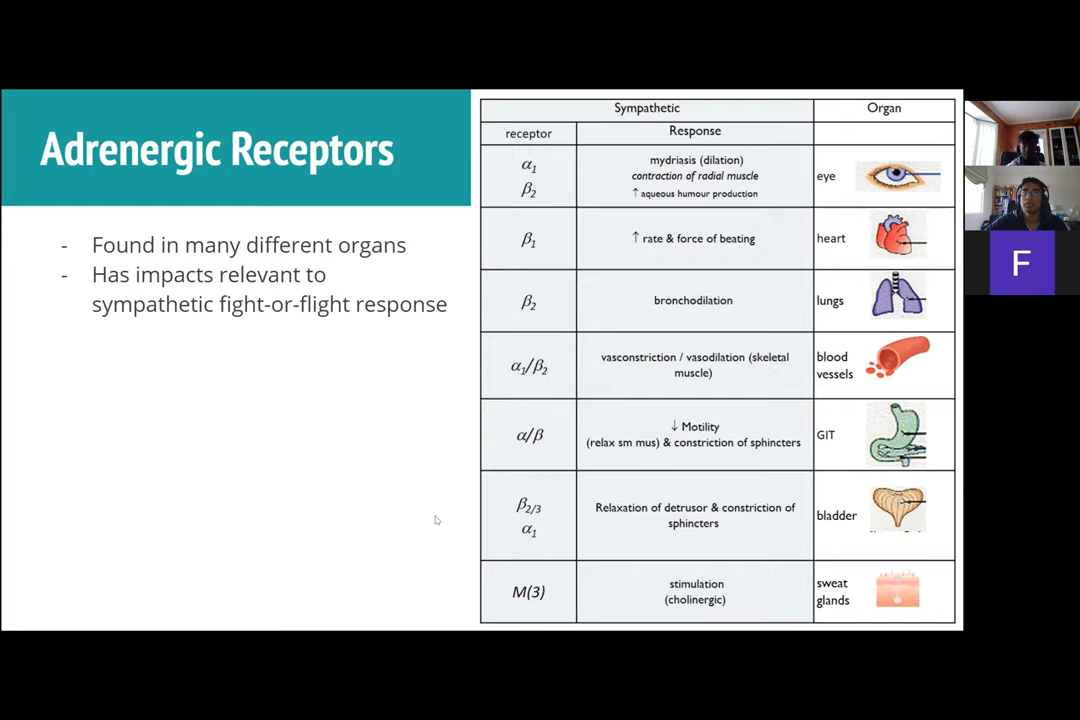 Adrenergic Receptors
- Found in many different organs
- Has impacts relevant to
sympathetic fight-or-flight response
Sympathetic Organ
receptor Response
α1 mydriasis (dilation)
contraction of radial muscle
β2 ↑ aqueous humour production
eye
β1 ↑ rate & force of beating heart
β2 bronchodilation lungs
α1/β2 vasconstriction / vasodilation (skeletal
muscle)
blood
vessels
α/β ↓ Motility
(relax sm mus) & constriction of sphincters
GIT
β2/3 Relaxation of detrusor & constriction of
α1 sphincters
bladder
M(3) stimulation
(cholinergic)
sweat
glands
F